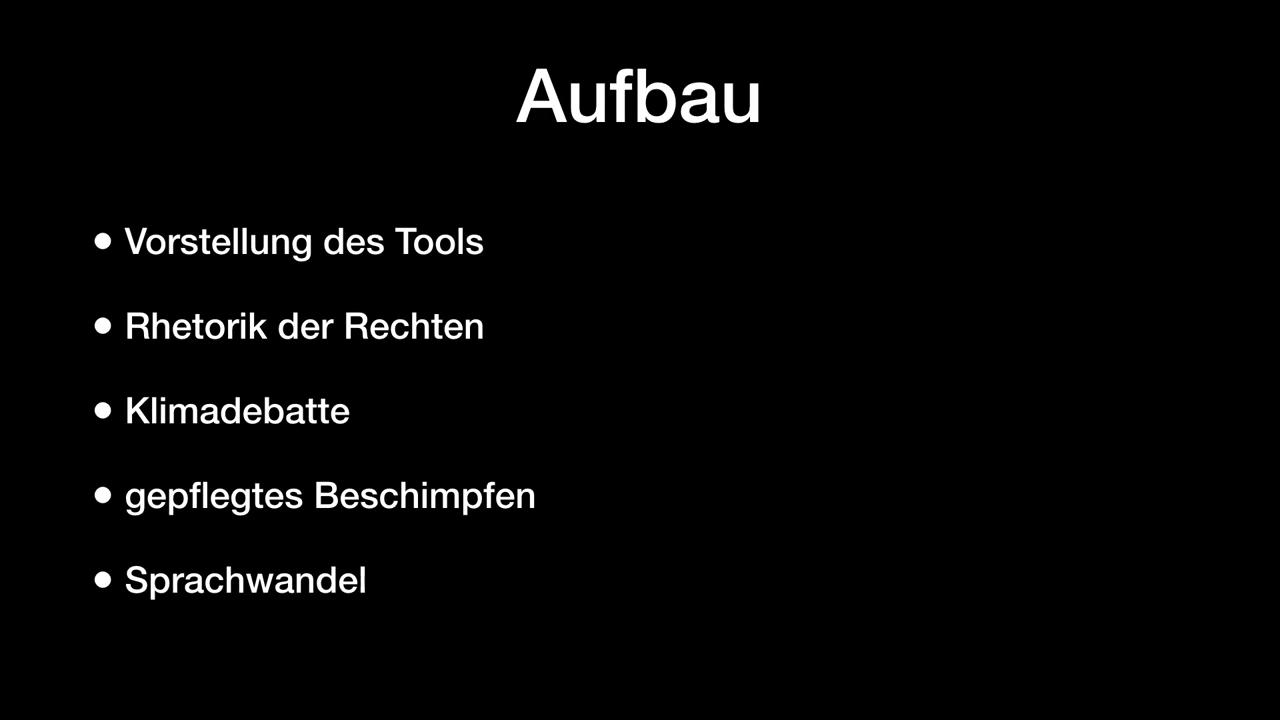 Aufbau
• Vorstellung des Tools
• Rhetorik der Rechten
• Klimadebatte
• gepflegtes Beschimpfen
• Sprachwandel